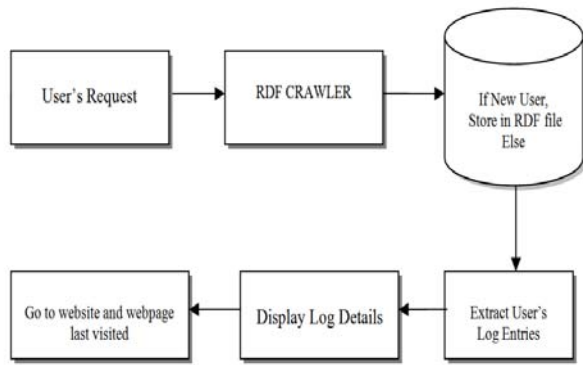 User's Request
RDF CRAWLER
If New User,
Store in RDF file
Else
Go to website and webpage
last visited
Display Log Details
Extract User's
Log Entries